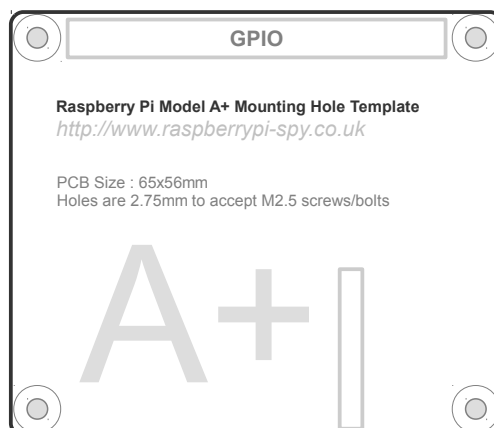 GPIO
Raspberry Pi Model A+ Mounting Hole Template
http://www.raspberrypi-spy.co.uk
PCB Size : 65x56mm
Holes are 2.75mm to accept M2.5 screws/bolts
A+